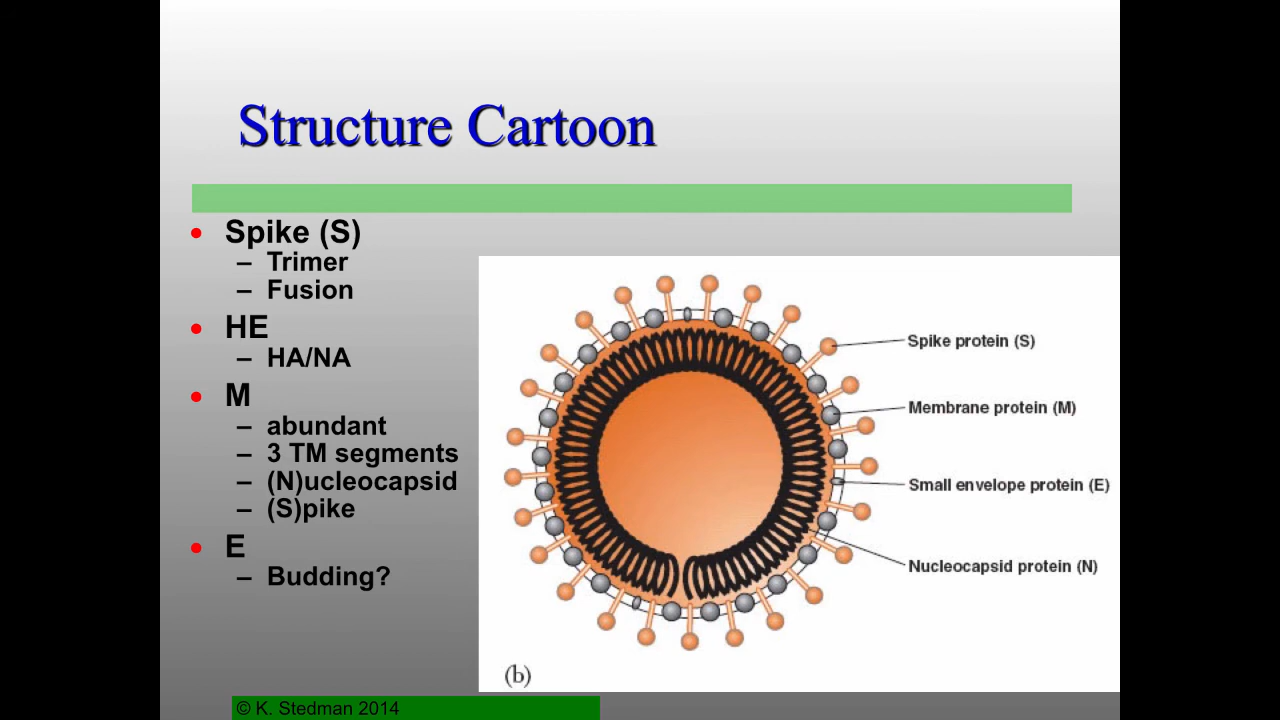 Structure Cartoon
• Spike (S)
– Trimer
– Fusion
• HE
– HA/NA
• M
– abundant
– 3 TM segments
– (N)ucleocapsid
– (S)pike
• E
– Budding?
Spike protein (S)
Membrane protein (M)
Small envelope protein (E)
Nucleocapsid protein (N)
(b)
© K. Stedman 2014